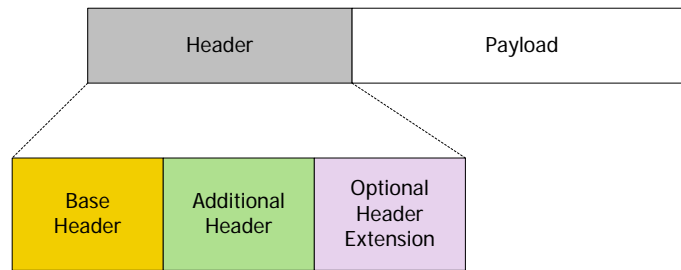 Header
Payload
Base
Header
Additional
Header
Optional
Header
Extension